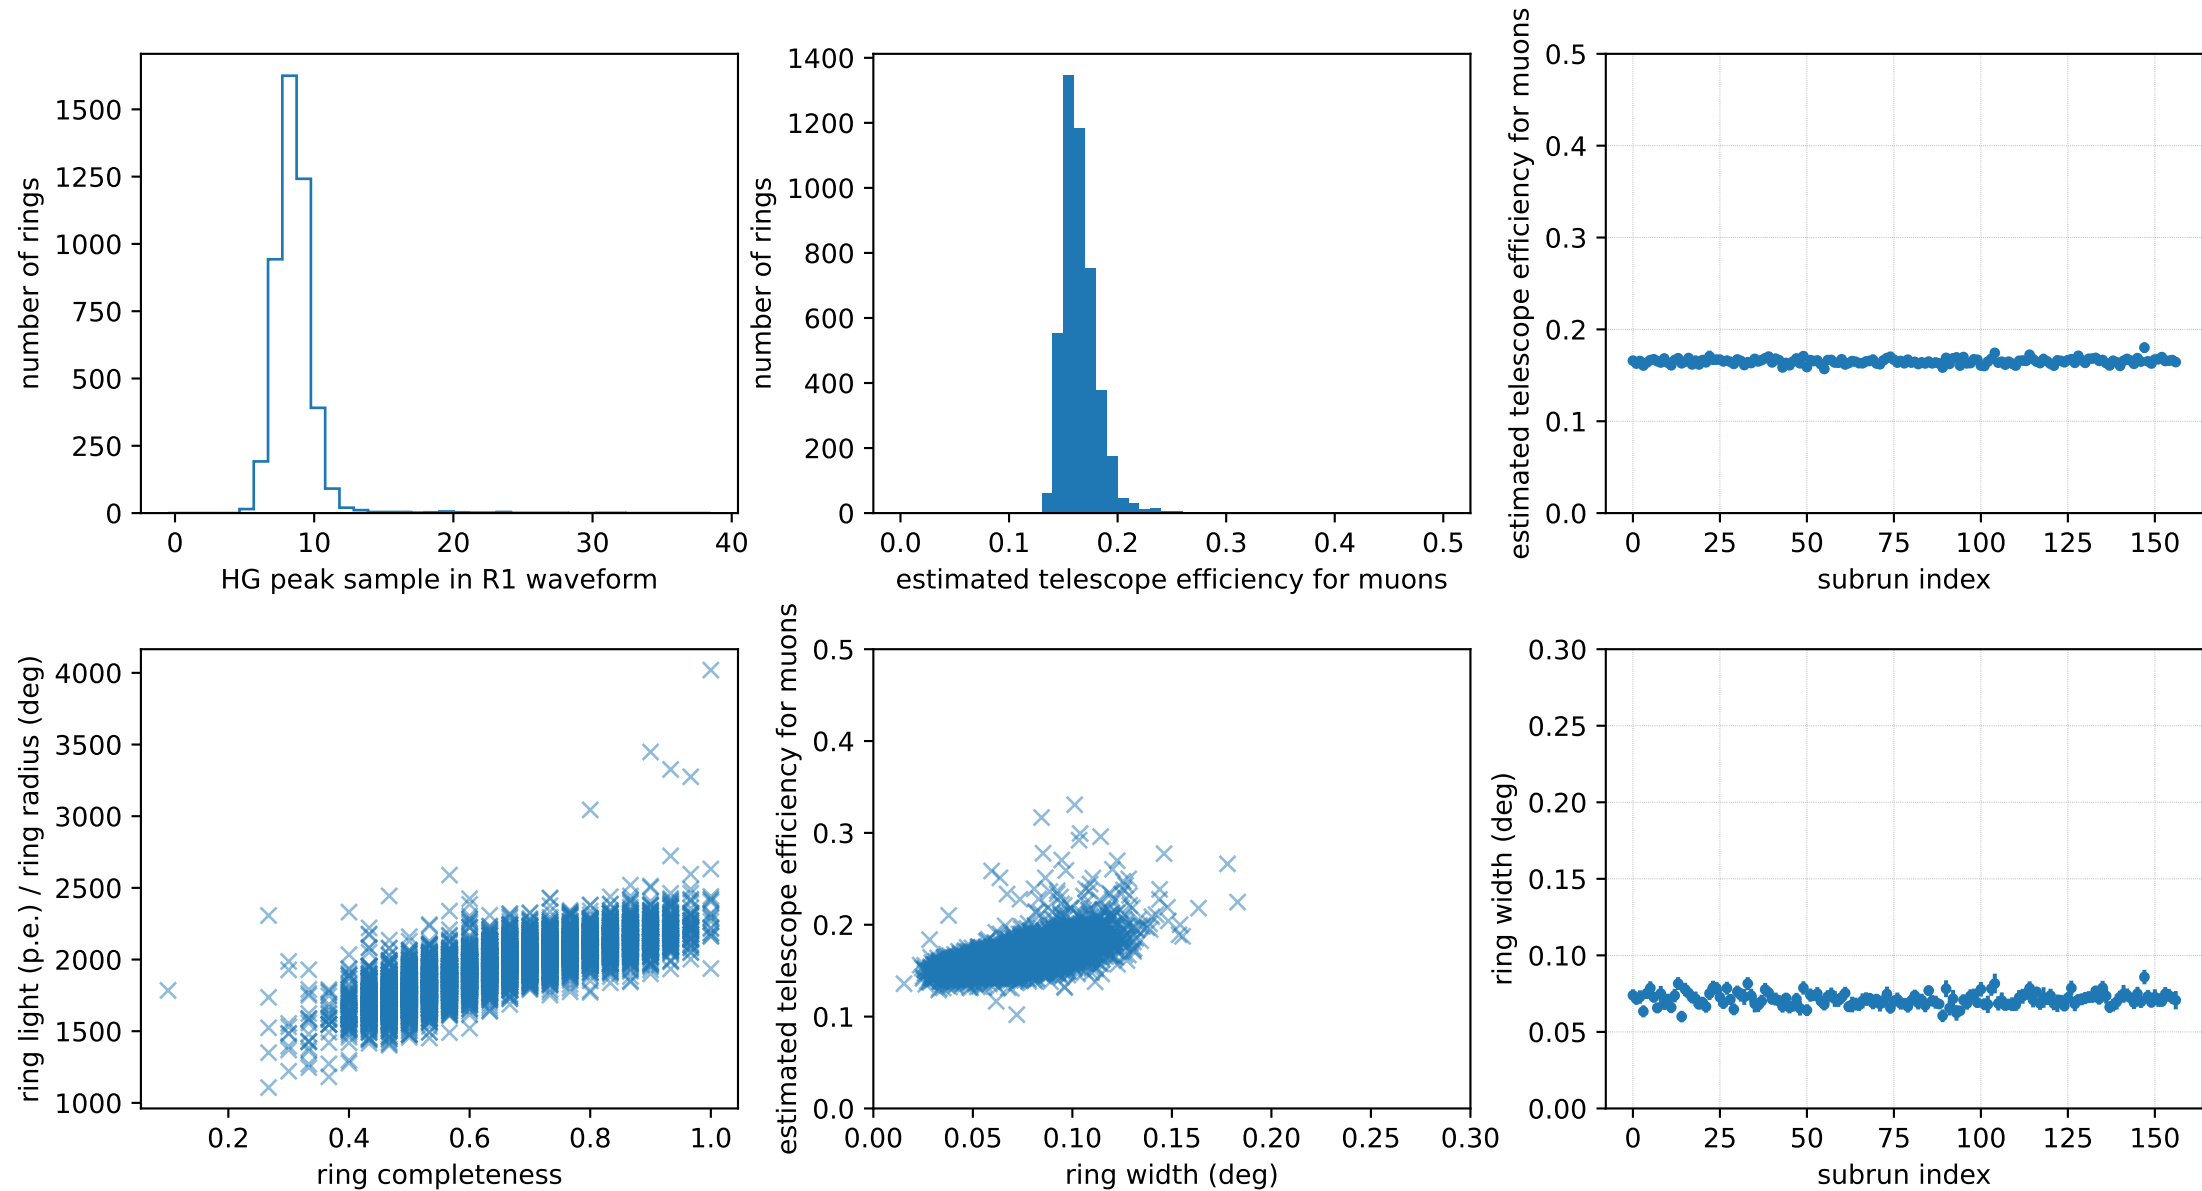 number of rings
1500
1250
1000
750
500
250
0
0 10 20 30 40
HG peak sample in R1 waveform
number of rings
1400
1200
1000
800
600
400
200
0
0.0 0.1 0.2 0.3 0.4 0.5
estimated telescope efficiency for muons
estimated telescope efficiency for muons
0.5
0.4
0.3
0.2
0.1
0.0
0 25 50 75 100 125 150
subrun index
ring light (p.e.) / ring radius (deg)
4000
3500
3000
2500
2000
1500
1000
0.2 0.4 0.6 0.8 1.0
ring completeness
estimated telescope efficiency for muons
0.5
0.4
0.3
0.2
0.1
0.0
0.00 0.05 0.10 0.15 0.20 0.25 0.30
ring width (deg)
ring width (deg)
0.30
0.25
0.20
0.15
0.10
0.05
0.00
0 25 50 75 100 125 150
subrun index